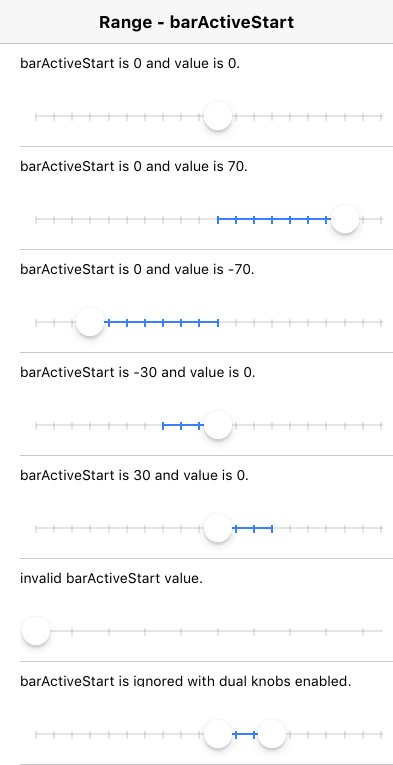 Range - barActiveStart
barActiveStart is 0 and value is 0.
barActiveStart is 0 and value is 70.
barActiveStart is 0 and value is -70.
barActiveStart is -30 and value is 0.
barActiveStart is 30 and value is 0.
invalid barActiveStart value.
barActiveStart is ignored with dual knobs enabled.